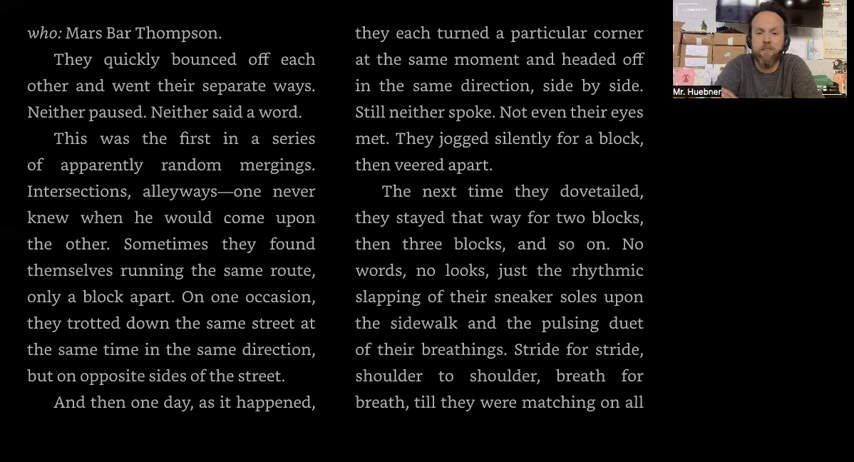 who: Mars Bar Thompson.
They quickly bounced off each
other and went their separate ways.
Neither paused. Neither said a word.
This was the first in a series
of apparently random mergings.
Intersections, alleyways—one never
knew when he would come upon
the other. Sometimes they found
themselves running the same route,
only a block apart. On one occasion,
they trotted down the same street at
the same time in the same direction,
but on opposite sides of the street.
And then one day, as it happened,
they each turned a particular corner
at the same moment and headed off
in the same direction, side by side.
Still neither spoke. Not even their eyes
met. They jogged silently for a block,
then veered apart.
The next time they dovetailed,
they stayed that way for two blocks,
then three blocks, and so on. No
words, no looks, just the rhythmic
slapping of their sneaker soles upon
the sidewalk and the pulsing duet
of their breathings. Stride for stride,
shoulder to shoulder, breath for
breath, till they were matching on all
Mr. Huebner